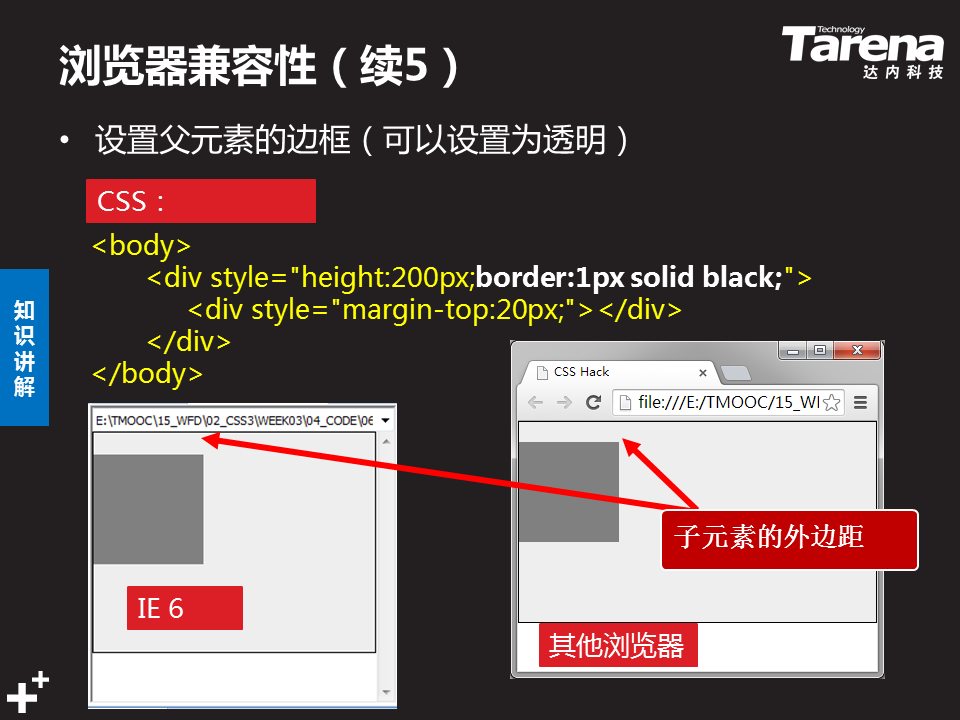 浏览器兼容性（续5）
Technology
Tarena
达内科技
• 设置父元素的边框（可以设置为透明）
CSS：
<body>
<div style="height:200px;border:1px solid black;">
<div style="margin-top:20px;"></div>
</div>
</body>
知识讲解
E:\TMOOC\15_WFD\02_CSS3\WEEK03\04_CODE\06
CSS Hack
file:///E:/TMOOC/15_WI
子元素的外边距
IE 6
其他浏览器